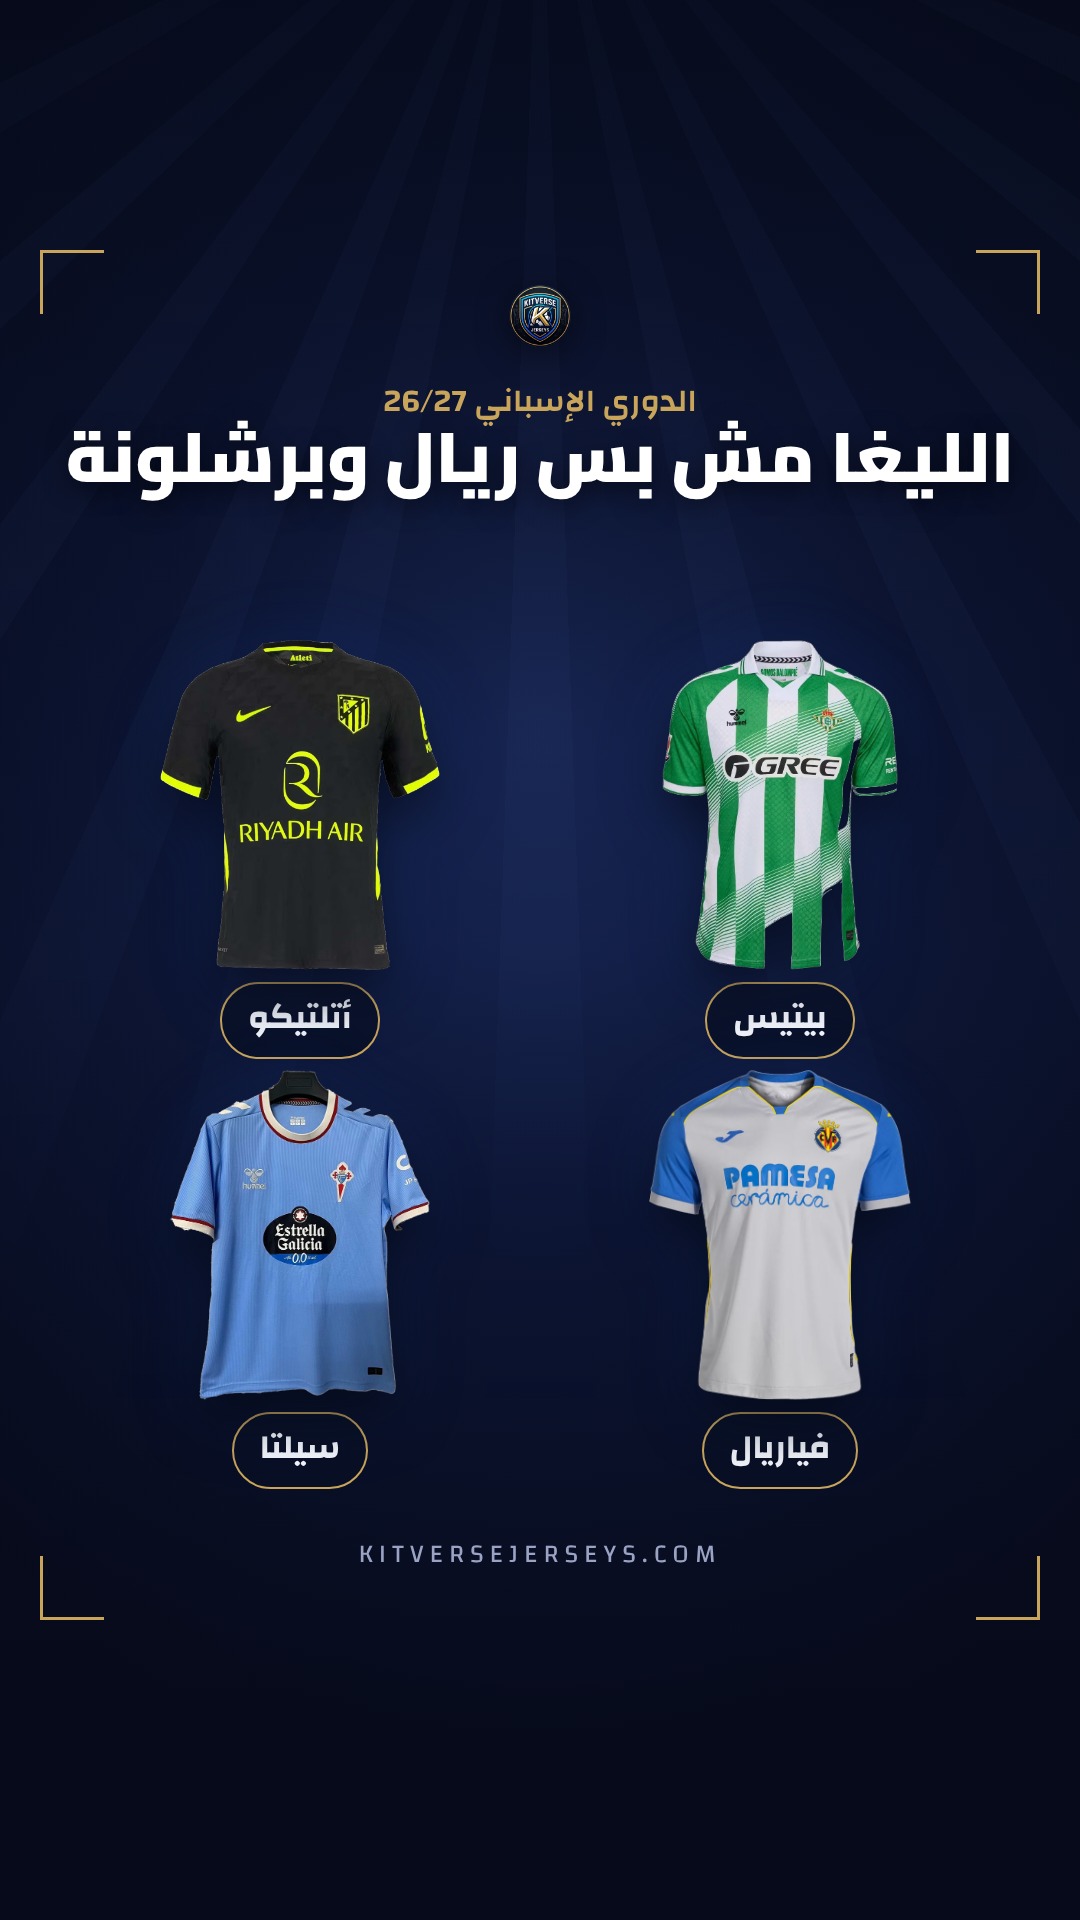 KITVERSE
K
JERSEYS
الدوري الإسباني 26/27
الليغا مش بس ريال وبرشلونة
Atleti
RIYADH AIR
hummel
GREE
بيتيس
أتلتيكو
PAMESA
cerámica
hummel
Estrella
Galicia
0,0
فياريال
سيلتا
KITVERSEJERSEYS.COM